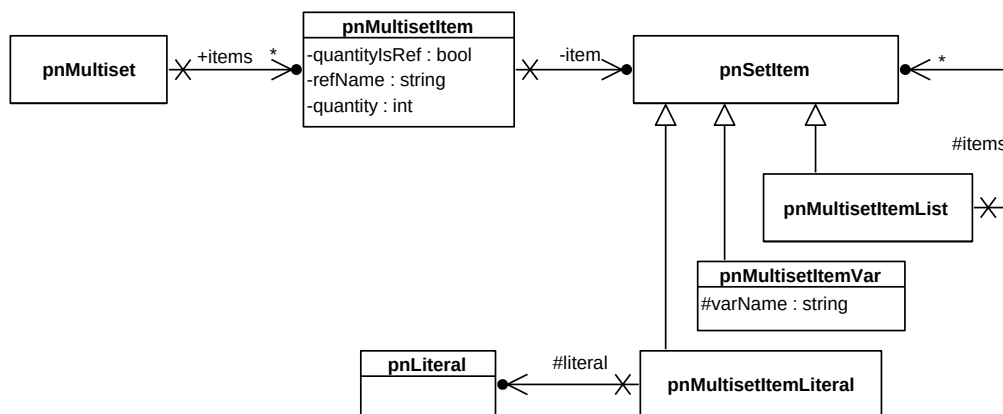 pnMultiset
+items
*
pnMultisetItem
-quantityIsRef : bool
-refName : string
-quantity : int
-item
pnSetItem
*
#items
pnMultisetItemList
pnMultisetItemVar
#varName : string
pnLiteral
#literal
pnMultisetItemLiteral